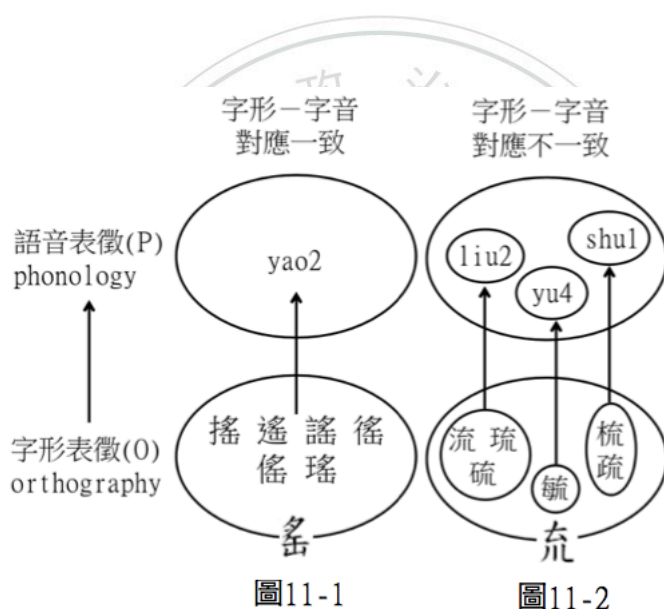 政 治
字形－字音
對應一致
字形－字音
對應不一致
語音表徵(P)
phonology
yao2
liu2
yu4
shu1
字形表徵(O)
orthography
搖 遙 謠 徭
傜 瑤
䍃
流 琉
硫
毓
梳
疏
㐬
圖11-1
圖11-2